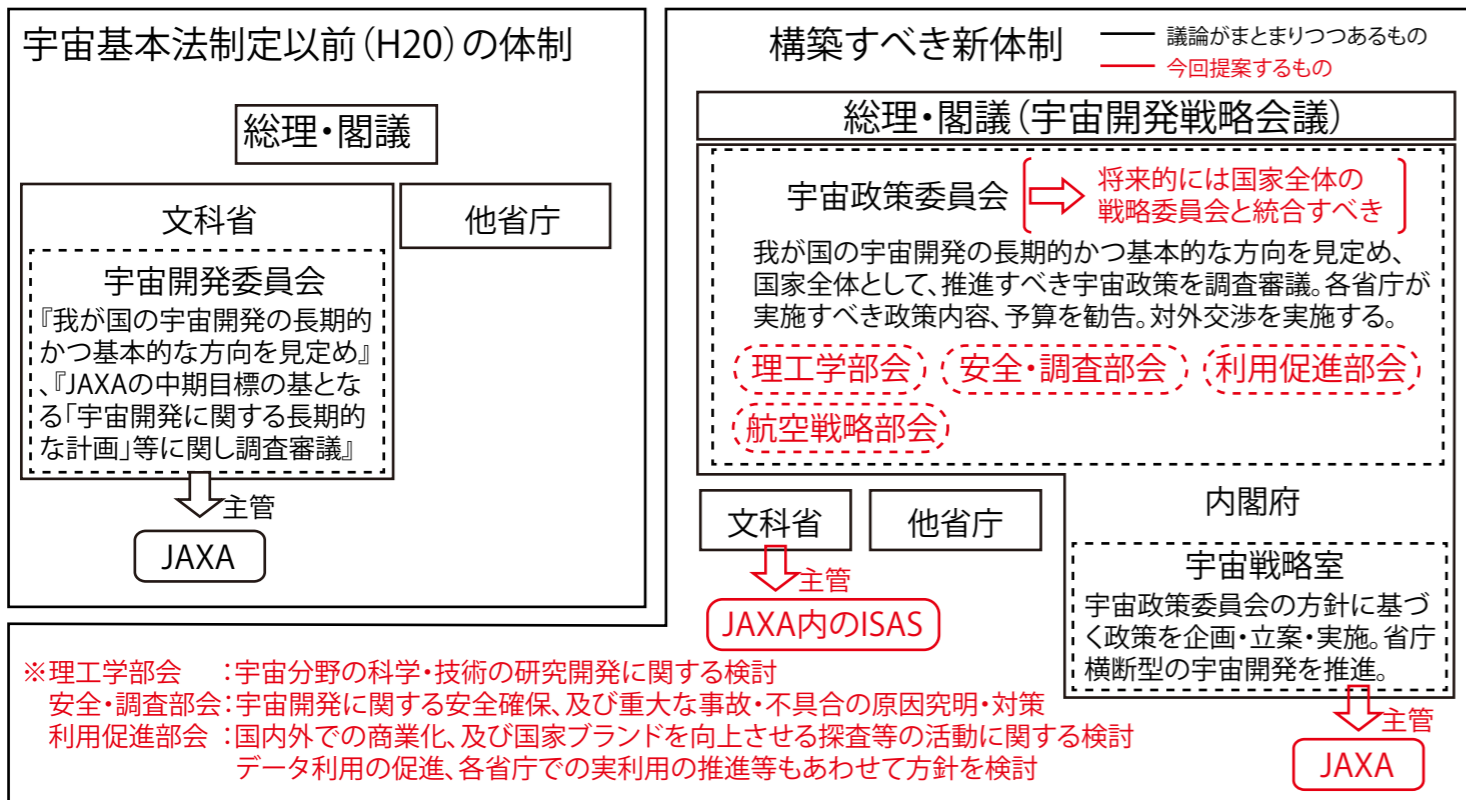 宇宙基本法制定以前(H20)の体制
総理・閣議
文科省
他省庁
宇宙開発委員会
『我が国の宇宙開発の長期的
かつ基本的な方向を見定め』
、『JAXAの中期目標の基とな
る「宇宙開発に関する長期的
な計画」等に関し調査審議』
主管
JAXA
構築すべき新体制
議論がまとまりつつあるもの
今回提案するもの
総理・閣議(宇宙開発戦略会議)
宇宙政策委員会
将来的には国家全体の
戦略委員会と統合すべき
我が国の宇宙開発の長期的かつ基本的な方向を見定め、
国家全体として、推進すべき宇宙政策を調査審議。各省庁が
実施すべき政策内容、予算を勧告。対外交渉を実施する。
理工学部会 安全・調査部会 利用促進部会
航空戦略部会
文科省
他省庁
主管
JAXA内のISAS
内閣府
宇宙戦略室
宇宙政策委員会の方針に基づ
く政策を企画・立案・実施。省庁
横断型の宇宙開発を推進。
主管
JAXA
※理工学部会 :宇宙分野の科学・技術の研究開発に関する検討
安全・調査部会:宇宙開発に関する安全確保、及び重大な事故・不具合の原因究明・対策
利用促進部会 :国内外での商業化、及び国家ブランドを向上させる探査等の活動に関する検討
データ利用の促進、各省庁での実利用の推進等もあわせて方針を検討